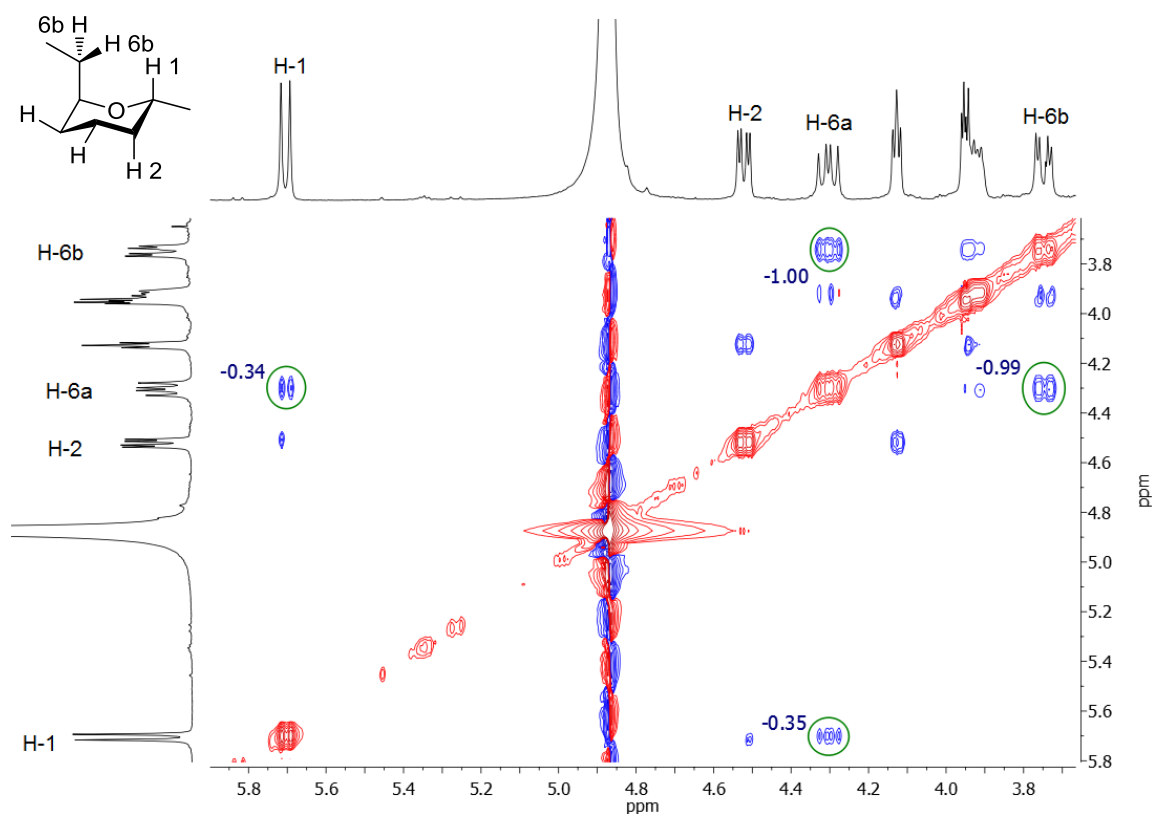 6b H
H 6b
H 1
O
H
H
H 2
H-1
H-2
H-6a
H-6b
H-6b
H-6a
H-2
H-1
-1.00
-0.34
-0.99
-0.35
3.8
4.0
4.2
4.4
4.6
4.8
5.0
5.2
5.4
5.6
5.8
ppm
5.8 5.6 5.4 5.2 5.0 4.8 4.6 4.4 4.2 4.0 3.8
ppm